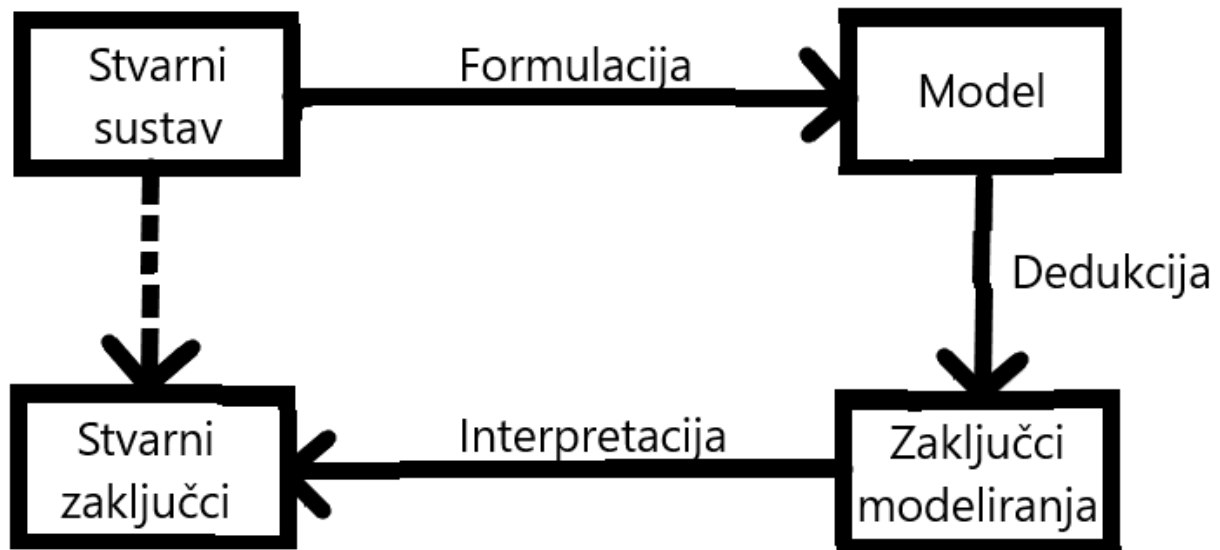 Stvarni
sustav
Formulacija
Model
Dedukcija
Stvarni
zaključci
Interpretacija
Zaključci
modeliranja